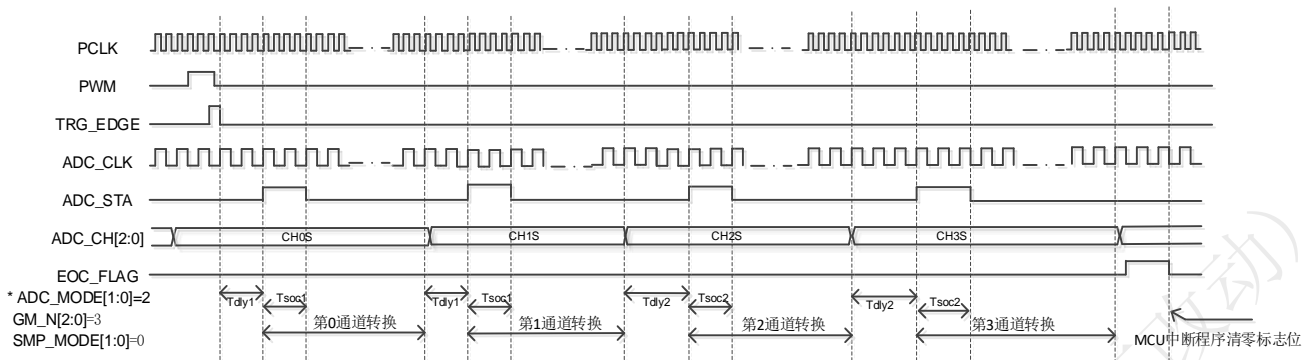 PCLK
PWM
TRG_EDGE
ADC_CLK
ADC_STA
ADC_CH[2:0] CH0S CH1S CH2S CH3S
EOC_FLAG
* ADC_MODE[1:0]=2
GM_N[2:0]=3
SMP_MODE[1:0]=0
Tdly1 Tsoc1 Tdly1 Tsoc1 Tdly2 Tsoc2 Tdly2 Tsoc2
第0通道转换 第1通道转换 第2通道转换 第3通道转换
MCU中断程序清零标志位
改动)